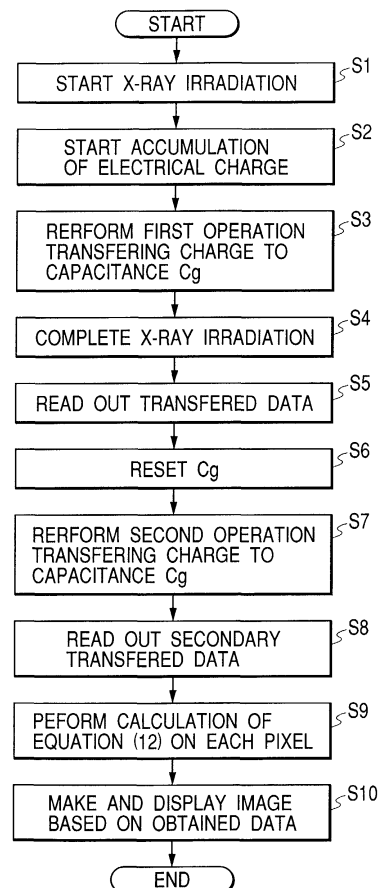 START
S1
START X-RAY IRRADIATION
S2
START ACCUMULATION
OF ELECTRICAL CHARGE
S3
RERFORM FIRST OPERATION
TRANSFERING CHARGE TO
CAPACITANCE Cg
S4
COMPLETE X-RAY IRRADIATION
S5
READ OUT TRANSFERED DATA
S6
RESET Cg
S7
RERFORM SECOND OPERATION
TRANSFERING CHARGE TO
CAPACITANCE Cg
S8
READ OUT SECONDARY
TRANSFERED DATA
S9
PEFORM CALCULATION OF
EQUATION (12) ON EACH PIXEL
S10
MAKE AND DISPLAY IMAGE
BASED ON OBTAINED DATA
END